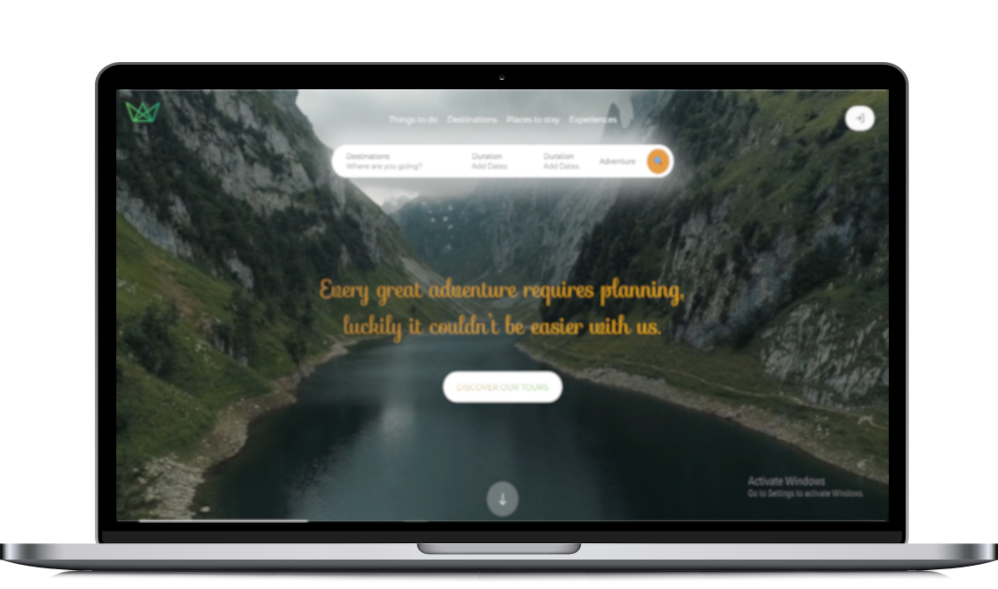 Things to do Destinations Places to stay Experiences
Destinations Duration Duration Adventure
Where are you going? Add Dates Add Dates
Every great adventure requires planning,
luckily it couldn't be easier with us.
DISCOVER OUR TOURS
Activate Windows
Go to Settings to activate Windows.